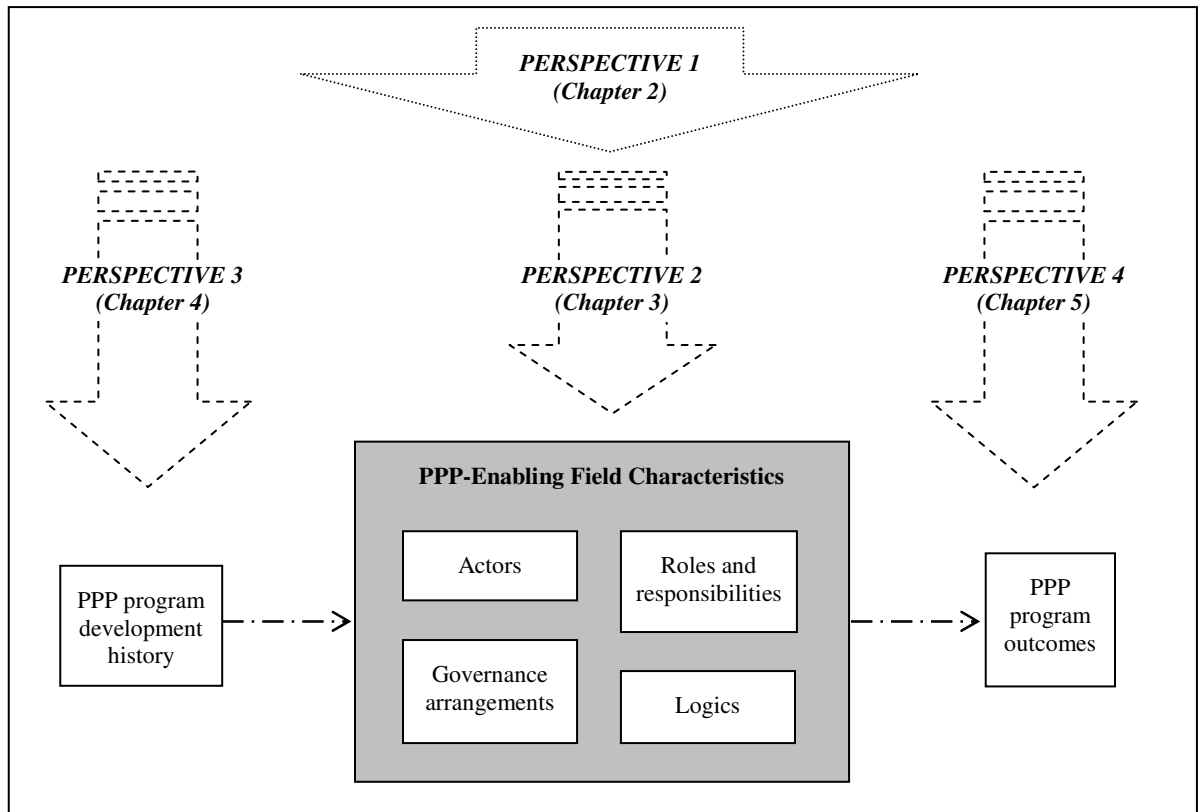 PERSPECTIVE 1
(Chapter 2)
PERSPECTIVE 3
(Chapter 4)
PERSPECTIVE 2
(Chapter 3)
PERSPECTIVE 4
(Chapter 5)
PPP-Enabling Field Characteristics
Actors
Roles and
responsibilities
Governance
arrangements
Logics
PPP program
development
history
PPP
program
outcomes